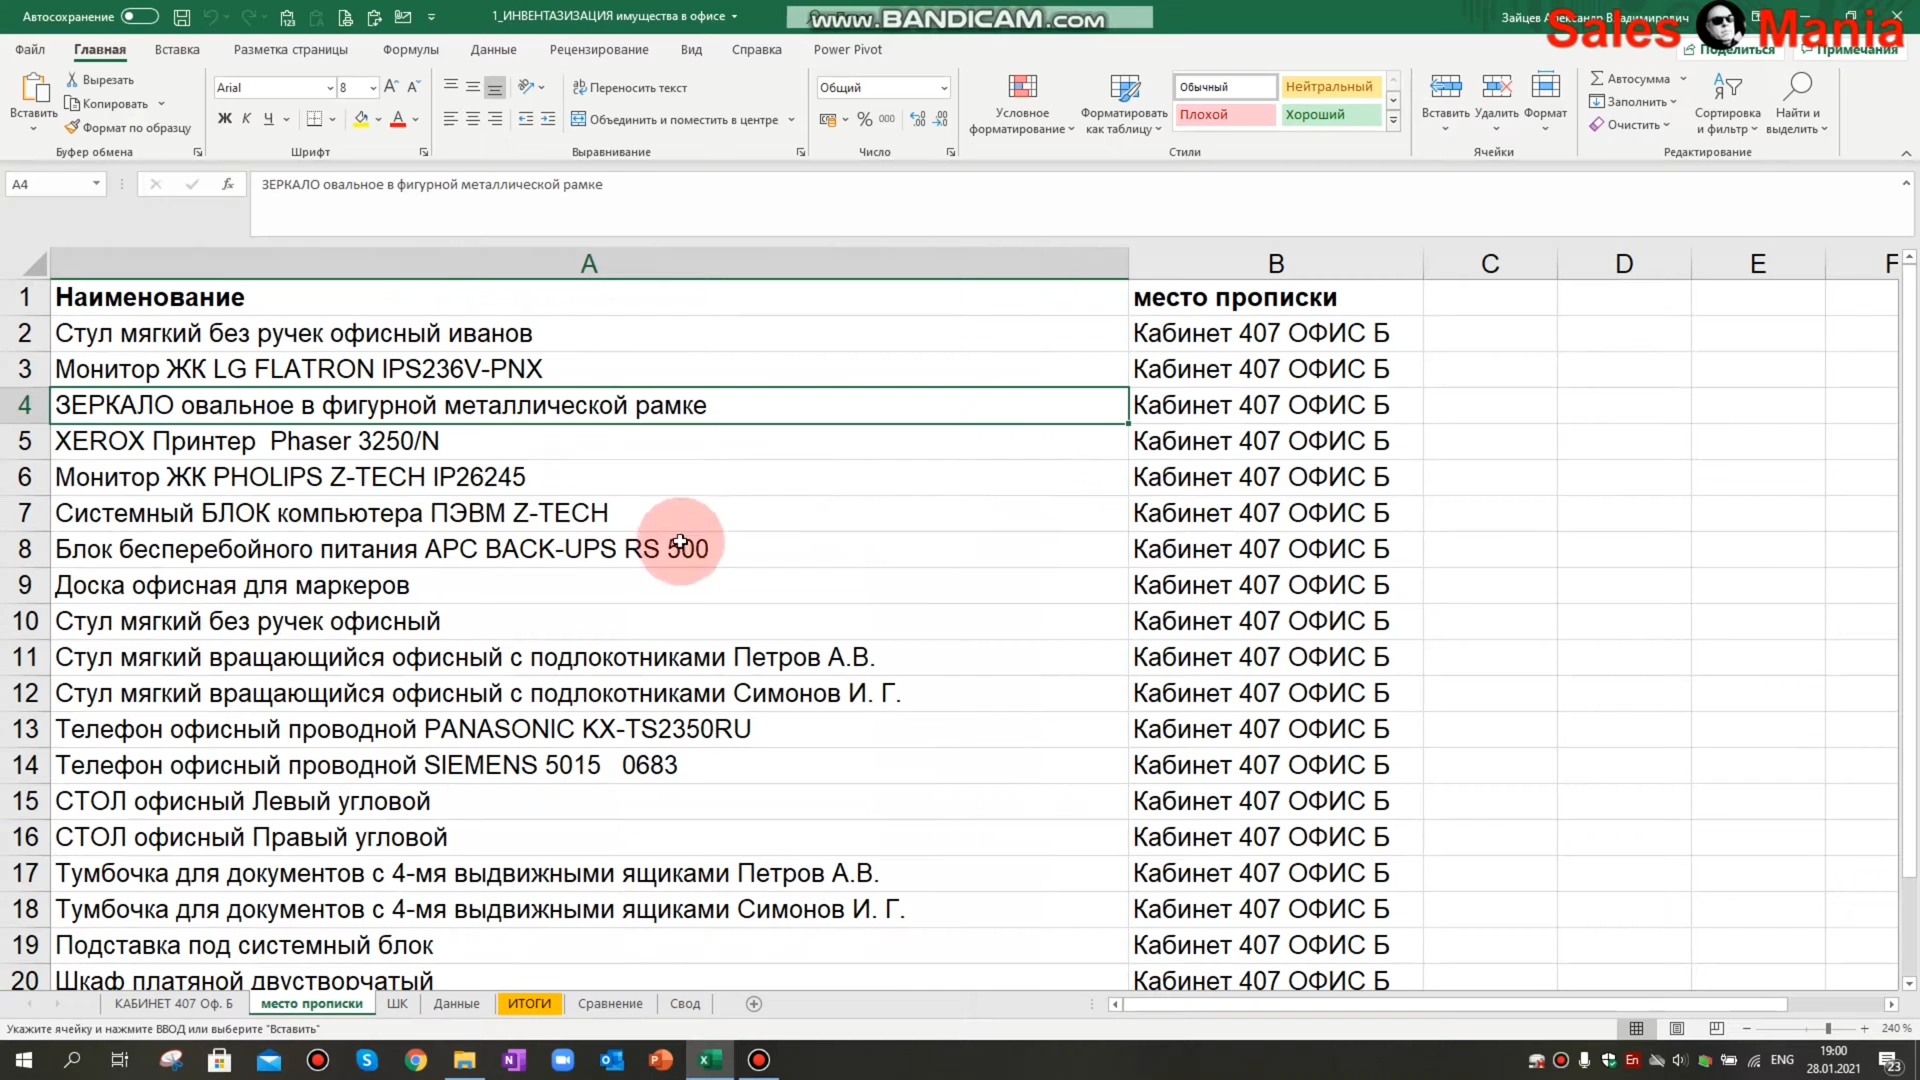 Автосохранение
1_ИНВЕНТАЗИЗАЦИЯ имущества в офисе
www.BANDICAM.com
Зайцев Александр Владимирович
Sales Mania
Файл Главная Вставка Разметка страницы Формулы Данные Рецензирование Вид Справка Power Pivot
Поделиться Примечания
Вставить
Вырезать
Копировать
Формат по образцу
Буфер обмена
Arial 8
Ж К Ч
Шрифт
Переносить текст
Объединить и поместить в центре
Выравнивание
Общий
% 000
Число
Условное форматирование
Форматировать как таблицу
Обычный Нейтральный
Плохой Хороший
Стили
Вставить Удалить Формат
Ячейки
Автосумма
Заполнить
Очистить
Сортировка и фильтр
Найти и выделить
Редактирование
A4 fx ЗЕРКАЛО овальное в фигурной металлической рамке
A B C D E F
1 Наименование место прописки
2 Стул мягкий без ручек офисный иванов Кабинет 407 ОФИС Б
3 Монитор ЖК LG FLATRON IPS236V-PNX Кабинет 407 ОФИС Б
4 ЗЕРКАЛО овальное в фигурной металлической рамке Кабинет 407 ОФИС Б
5 XEROX Принтер  Phaser 3250/N Кабинет 407 ОФИС Б
6 Монитор ЖК PHOLIPS Z-TECH IP26245 Кабинет 407 ОФИС Б
7 Системный БЛОК компьютера ПЭВМ Z-TECH Кабинет 407 ОФИС Б
8 Блок бесперебойного питания APC BACK-UPS RS 500 Кабинет 407 ОФИС Б
9 Доска офисная для маркеров Кабинет 407 ОФИС Б
10 Стул мягкий без ручек офисный Кабинет 407 ОФИС Б
11 Стул мягкий вращающийся офисный с подлокотниками Петров А.В. Кабинет 407 ОФИС Б
12 Стул мягкий вращающийся офисный с подлокотниками Симонов И. Г. Кабинет 407 ОФИС Б
13 Телефон офисный проводной PANASONIC KX-TS2350RU Кабинет 407 ОФИС Б
14 Телефон офисный проводной SIEMENS 5015   0683 Кабинет 407 ОФИС Б
15 СТОЛ офисный Левый угловой Кабинет 407 ОФИС Б
16 СТОЛ офисный Правый угловой Кабинет 407 ОФИС Б
17 Тумбочка для документов с 4-мя выдвижными ящиками Петров А.В. Кабинет 407 ОФИС Б
18 Тумбочка для документов с 4-мя выдвижными ящиками Симонов И. Г. Кабинет 407 ОФИС Б
19 Подставка под системный блок Кабинет 407 ОФИС Б
20 Шкаф платяной двустворчатый Кабинет 407 ОФИС Б
КАБИНЕТ 407 Оф. Б место прописки ШК Данные ИТОГИ Сравнение Свод
Укажите ячейку и нажмите ВВОД или выберите "Вставить"
240 %
En ENG
19:00
28.01.2021
23